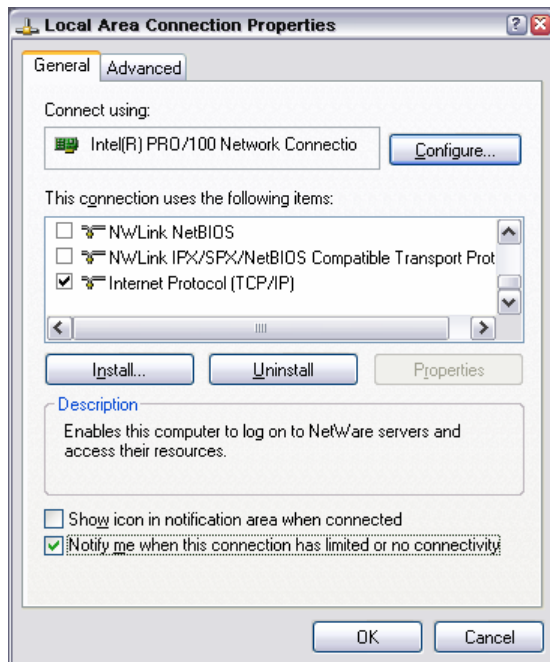 Local Area Connection Properties
General Advanced
Connect using:
Intel(R) PRO/100 Network Connectio
Configure...
This connection uses the following items:
NWLink NetBIOS
NWLink IPX/SPX/NetBIOS Compatible Transport Prot
Internet Protocol (TCP/IP)
Install... Uninstall Properties
Description
Enables this computer to log on to NetWare servers and
access their resources.
Show icon in notification area when connected
Notify me when this connection has limited or no connectivity
OK Cancel